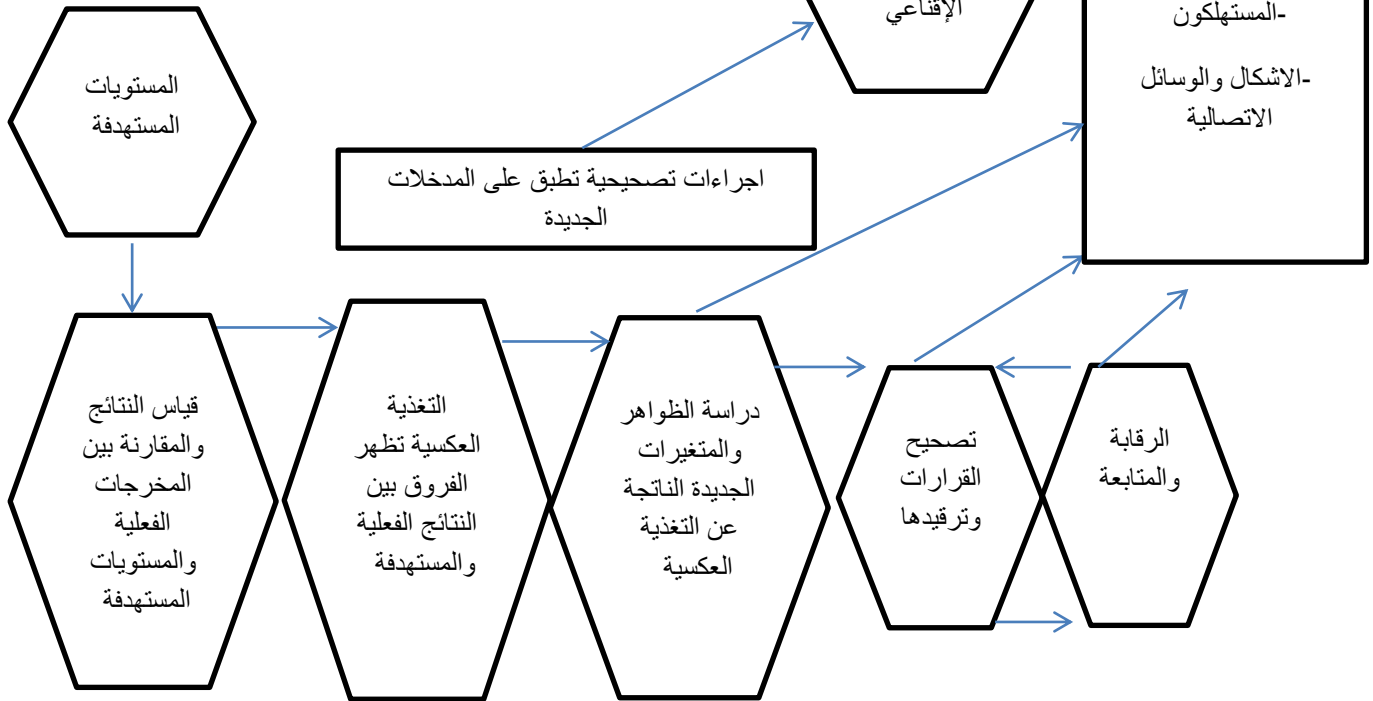 الإقناعي
-المستهلكون
-الاشكال والوسائل
الاتصالية
المستويات
المستهدفة
اجراءات تصحيحية تطبق على المدخلات
الجديدة
الرقابة
والمتابعة
تصحيح
القرارات
وترقيدها
دراسة الظواهر
والمتغيرات
الجديدة الناتجة
عن التغذية
العكسية
التغذية
العكسية تظهر
الفروق بين
النتائج الفعلية
والمستهدفة
قياس النتائج
والمقارنة بين
المخرجات
الفعلية
والمستويات
المستهدفة